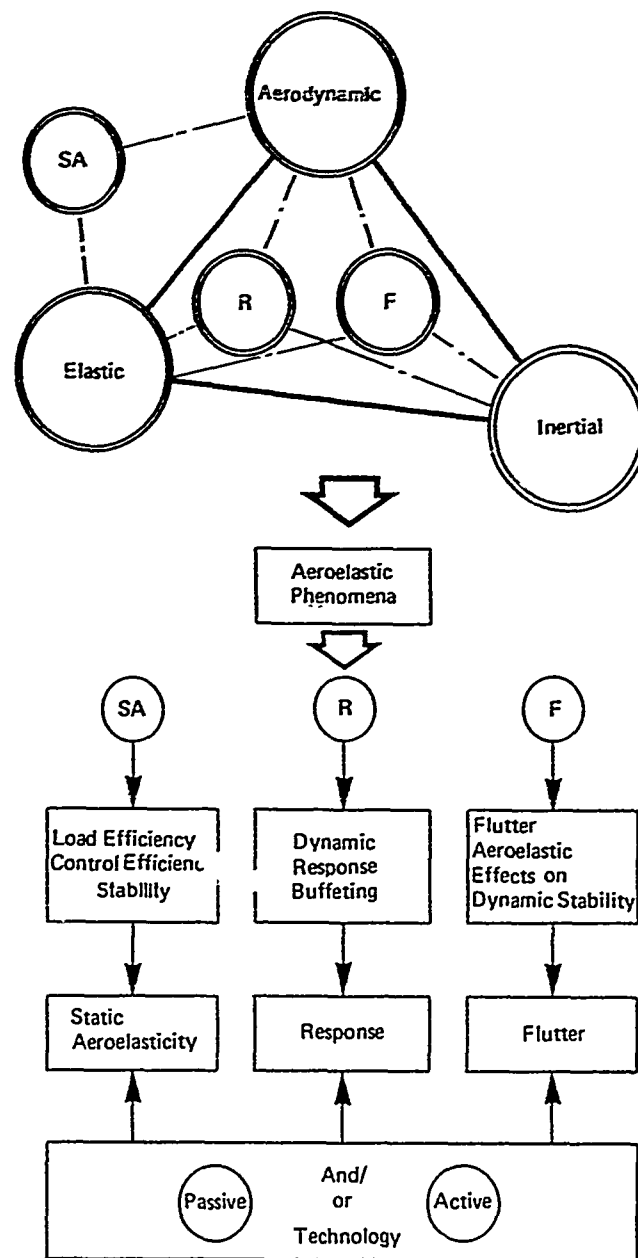 Aerodynamic
SA
R
F
Elastic
Inertial
Aeroelastic
Phenomena
SA
R
F
Load Efficiency
Control Efficienc
Stability
Dynamic
Response
Buffeting
Flutter
Aeroelastic
Effects on
Dynamic Stability
Static
Aeroelasticity
Response
Flutter
Passive
And/
or
Active
Technology